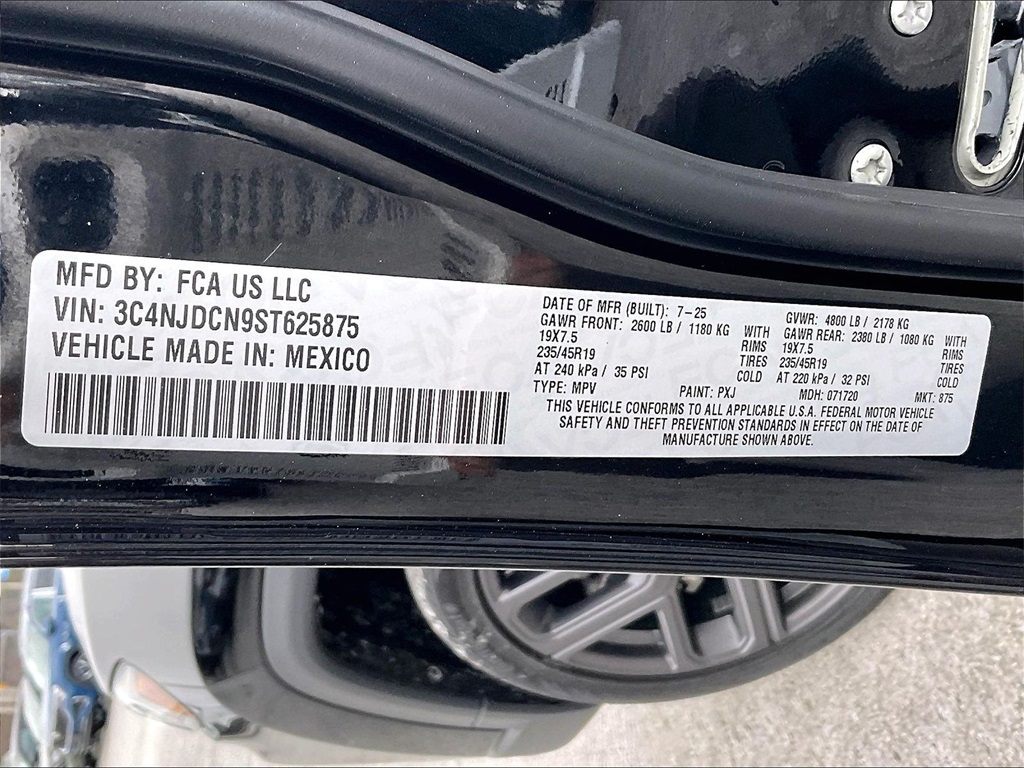 MFD BY: FCA US LLC
VIN: 3C4NJDCN9ST625875
VEHICLE MADE IN: MEXICO
DATE OF MFR (BUILT): 7-25
GVWR: 4800 LB / 2178 KG
GAWR FRONT: 2600 LB / 1180 KG WITH
GAWR REAR: 2380 LB / 1080 KG WITH
19X7.5 RIMS
19X7.5 RIMS
235/45R19 TIRES
235/45R19 TIRES
AT 240 kPa / 35 PSI COLD
AT 220 kPa / 32 PSI COLD
TYPE: MPV PAINT: PXJ MDH: 071720 MKT: 875
THIS VEHICLE CONFORMS TO ALL APPLICABLE U.S.A. FEDERAL MOTOR VEHICLE
SAFETY AND THEFT PREVENTION STANDARDS IN EFFECT ON THE DATE OF
MANUFACTURE SHOWN ABOVE.